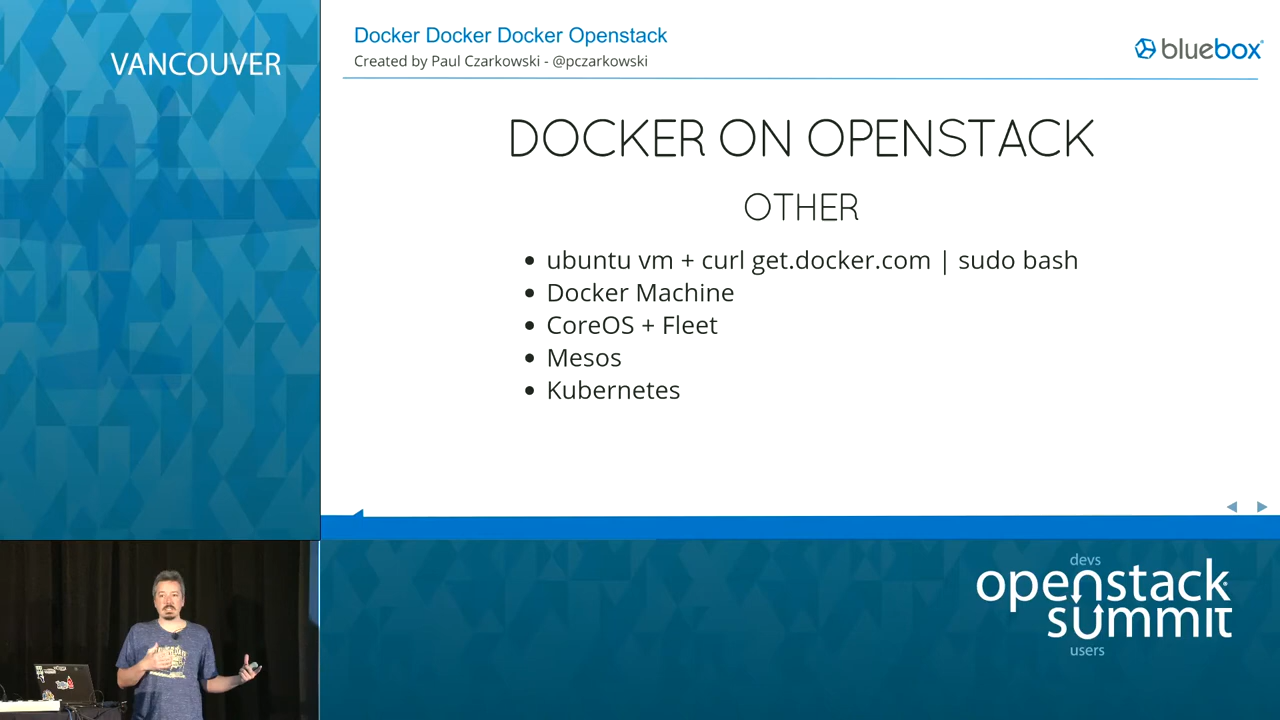 VANCOUVER
Docker Docker Docker Openstack
Created by Paul Czarkowski - @pczarkowski
bluebox
DOCKER ON OPENSTACK
OTHER
ubuntu vm + curl get.docker.com | sudo bash
Docker Machine
CoreOS + Fleet
Mesos
Kubernetes
devs
openstack
summit
users